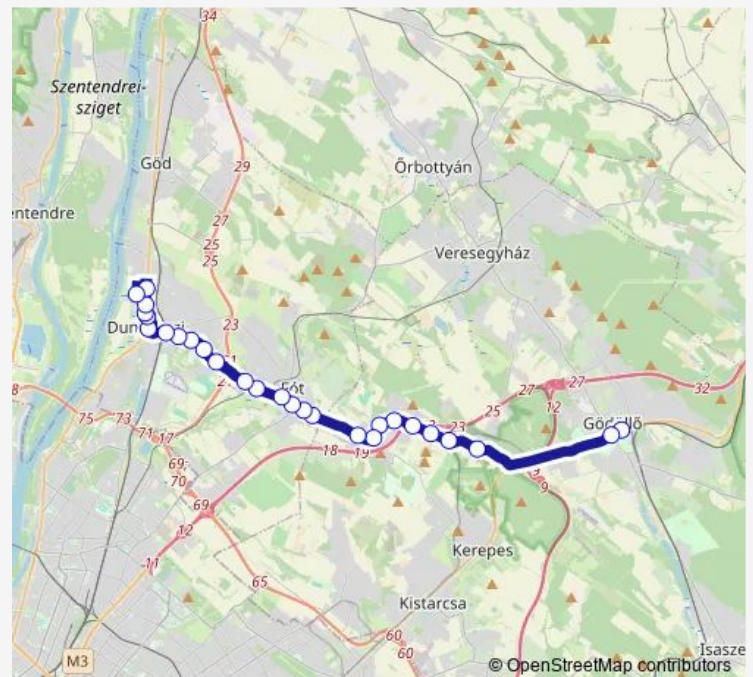 34
Szentendrei-
sziget
29
Göd
Őrbottyán
entendre
27
25
25
Veresegyház
Dun
23
27
27
32
8
75
73
71
17
25
12
Fót
23
Gödöllő
18
19
69;
70
69
9
12
11
Kerepes
65
Kistarcsa
60
60
M3
Isasze
© OpenStreetMap contributors